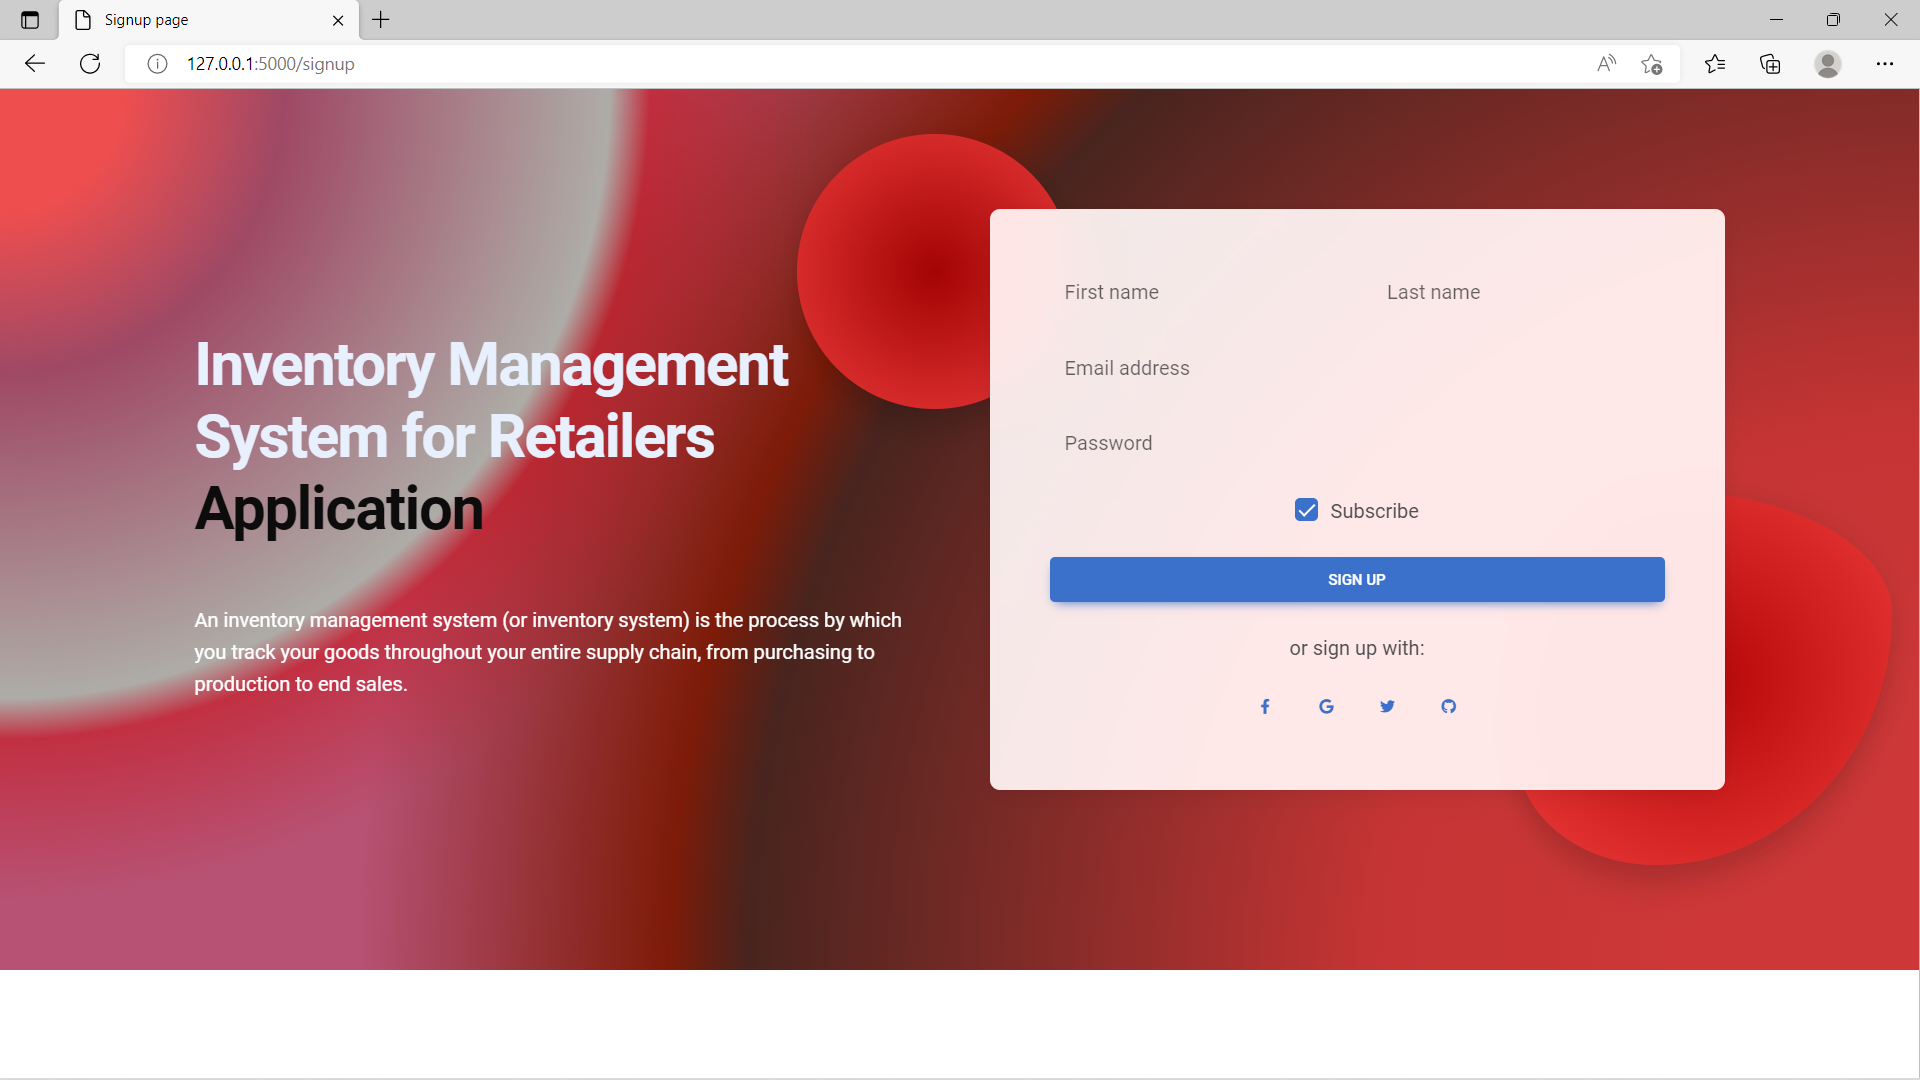 Signup page
127.0.0.1:5000/signup
Inventory Management
System for Retailers
Application
An inventory management system (or inventory system) is the process by which
you track your goods throughout your entire supply chain, from purchasing to
production to end sales.
First name Last name
Email address
Password
Subscribe
SIGN UP
or sign up with: